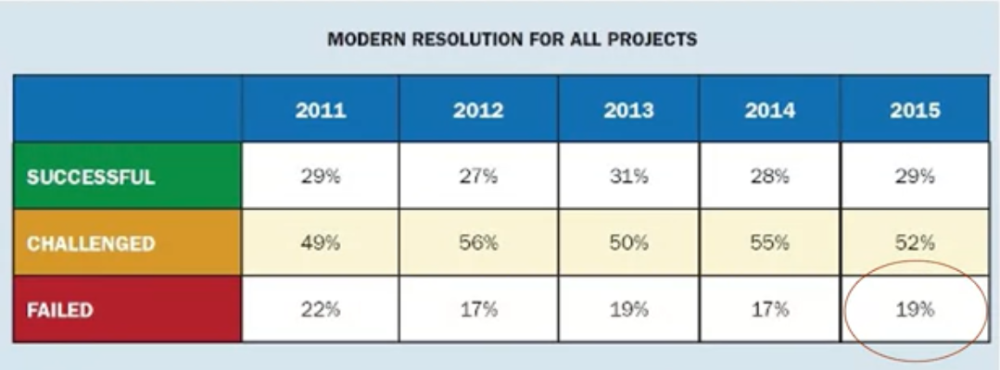 MODERN RESOLUTION FOR ALL PROJECTS
2011 2012 2013 2014 2015
SUCCESSFUL 29% 27% 31% 28% 29%
CHALLENGED 49% 56% 50% 55% 52%
FAILED 22% 17% 19% 17% 19%